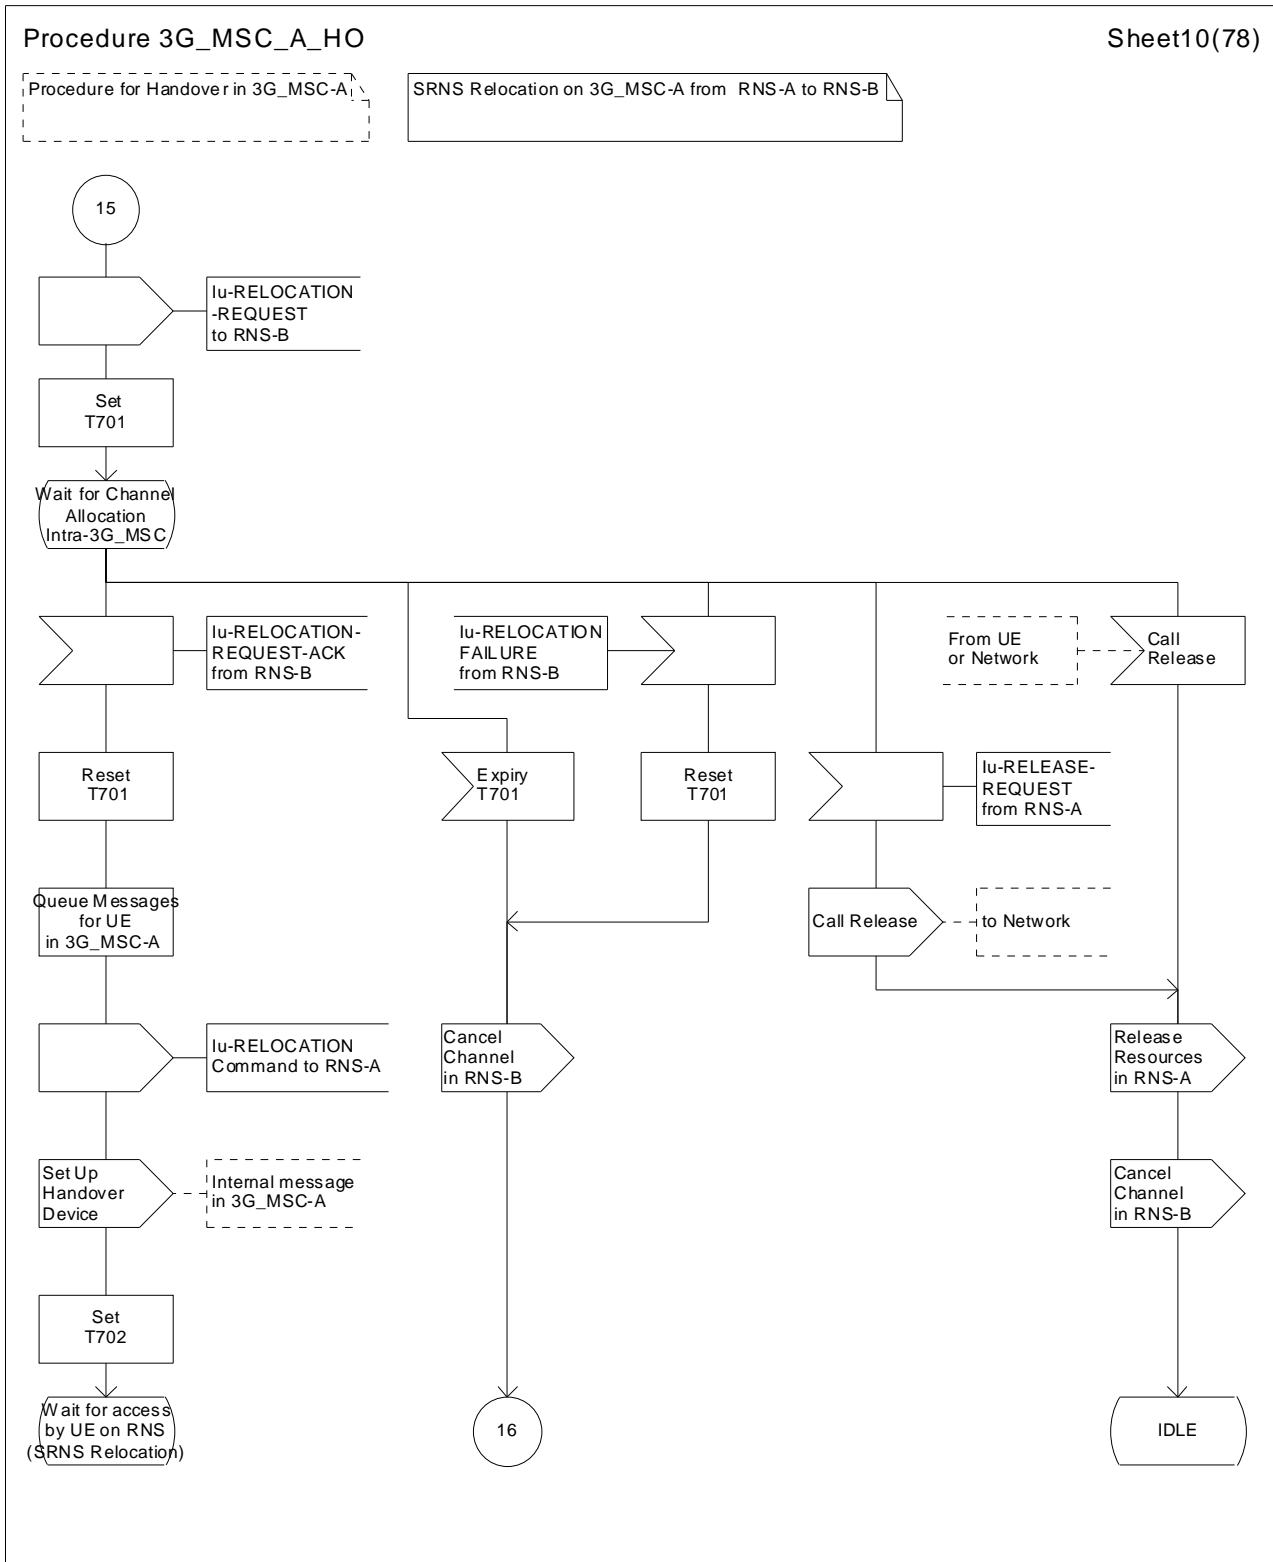 Procedure 3G_MSC_A_HO
Sheet10(78)
Procedure for Handover in 3G_MSC-A
SRNS Relocation on 3G_MSC-A from RNS-A to RNS-B
15
Iu-RELOCATION
-REQUEST
to RNS-B
Set
T701
Wait for Channel
Allocation
Intra-3G_MSC
Iu-RELOCATION-
REQUEST-ACK
from RNS-B
Iu-RELOCATION
FAILURE
from RNS-B
From UE
or Network
Call
Release
Reset
T701
Expiry
T701
Reset
T701
Iu-RELEASE-
REQUEST
from RNS-A
Queue Messages
for UE
in 3G_MSC-A
Call Release
to Network
Iu-RELOCATION
Command to RNS-A
Cancel
Channel
in RNS-B
Release
Resources
in RNS-A
Set Up
Handover
Device
Internal message
in 3G_MSC-A
Cancel
Channel
in RNS-B
Set
T702
Wait for access
by UE on RNS
(SRNS Relocation)
16
IDLE